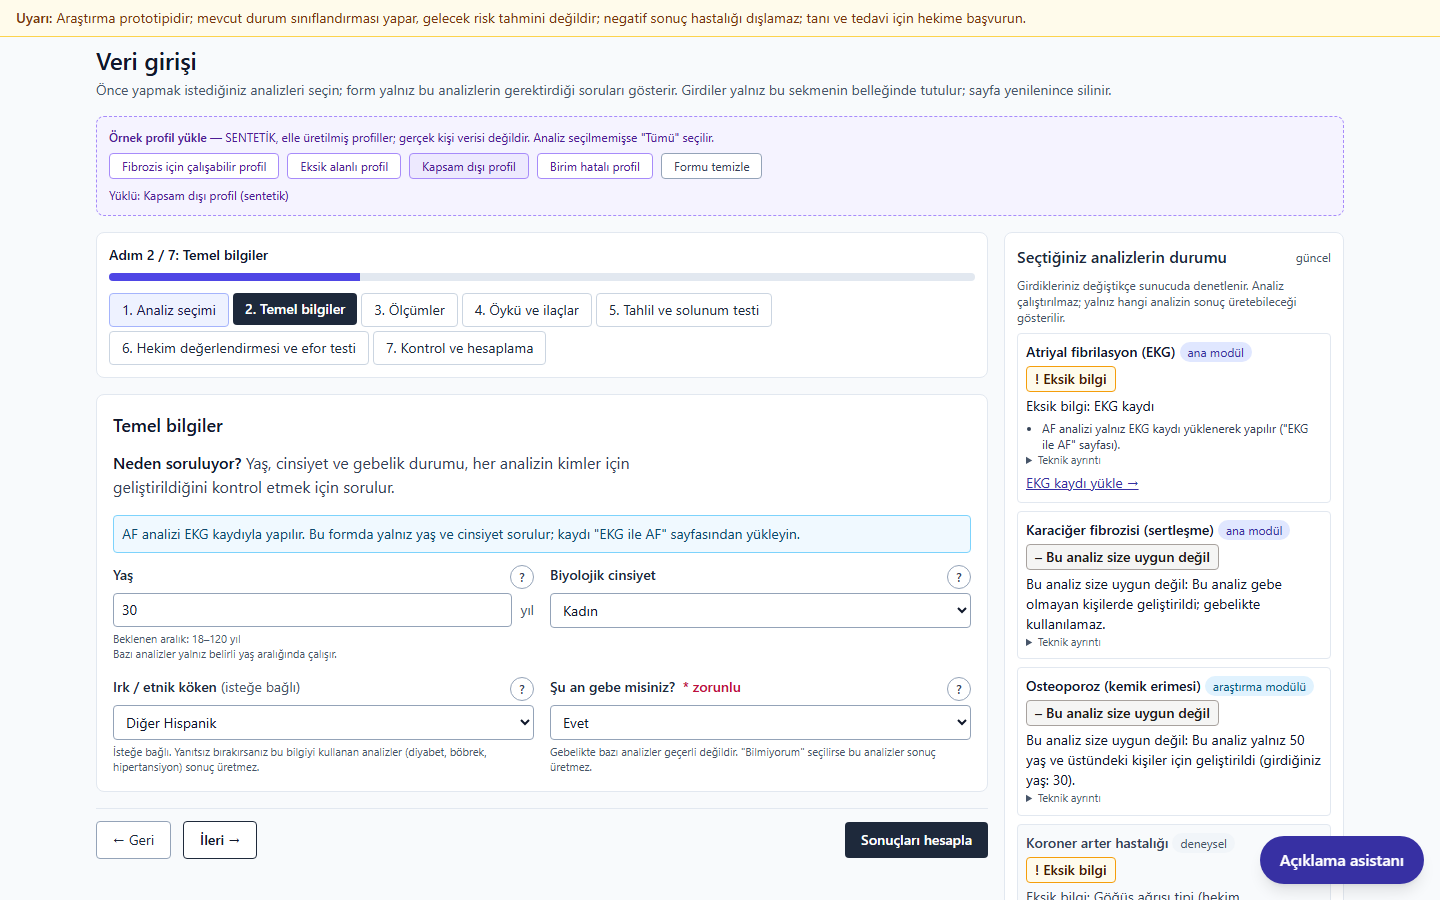 Uyarı: Araştırma prototipidir; mevcut durum sınıflandırması yapar, gelecek risk tahmini değildir; negatif sonuç hastalığı dışlamaz; tanı ve tedavi için hekime başvurun.
Veri girişi
Önce yapmak istediğiniz analizleri seçin; form yalnız bu analizlerin gerektirdiği soruları gösterir. Girdiler yalnız bu sekmenin belleğinde tutulur; sayfa yenilenince silinir.
Örnek profil yükle — SENTETİK, elle üretilmiş profiller; gerçek kişi verisi değildir. Analiz seçilmemişse "Tümü" seçilir.
Fibrozis için çalışabilir profil
Eksik alanlı profil
Kapsam dışı profil
Birim hatalı profil
Formu temizle
Yüklü: Kapsam dışı profil (sentetik)
Adım 2 / 7: Temel bilgiler
1. Analiz seçimi
2. Temel bilgiler
3. Ölçümler
4. Öykü ve ilaçlar
5. Tahlil ve solunum testi
6. Hekim değerlendirmesi ve efor testi
7. Kontrol ve hesaplama
Temel bilgiler
Neden soruluyor? Yaş, cinsiyet ve gebelik durumu, her analizin kimler için
geliştirildiğini kontrol etmek için sorulur.
AF analizi EKG kaydıyla yapılır. Bu formda yalnız yaş ve cinsiyet sorulur; kaydı "EKG ile AF" sayfasından yükleyin.
Yaş
?
30
yıl
Beklenen aralık: 18–120 yıl
Bazı analizler yalnız belirli yaş aralığında çalışır.
Biyolojik cinsiyet
?
Kadın
Irk / etnik köken (isteğe bağlı)
?
Diğer Hispanik
İsteğe bağlı. Yanıtsız bırakırsanız bu bilgiyi kullanan analizler (diyabet, böbrek,
hipertansiyon) sonuç üretmez.
Şu an gebe misiniz? * zorunlu
?
Evet
Gebelikte bazı analizler geçerli değildir. "Bilmiyorum" seçilirse bu analizler sonuç
üretmez.
← Geri
İleri →
Sonuçları hesapla
Seçtiğiniz analizlerin durumu
güncel
Girdikleriniz değiştikçe sunucuda denetlenir. Analiz
çalıştırılmaz; yalnız hangi analizin sonuç üretebileceği
gösterilir.
Atriyal fibrilasyon (EKG) ana modül
! Eksik bilgi
Eksik bilgi: EKG kaydı
• AF analizi yalnız EKG kaydı yüklenerek yapılır ("EKG
ile AF" sayfası).
▶ Teknik ayrıntı
EKG kaydı yükle →
Karaciğer fibrozisi (sertleşme) ana modül
– Bu analiz size uygun değil
Bu analiz size uygun değil: Bu analiz gebe
olmayan kişilerde geliştirildi; gebelikte
kullanılamaz.
▶ Teknik ayrıntı
Osteoporoz (kemik erimesi) araştırma modülü
– Bu analiz size uygun değil
Bu analiz size uygun değil: Bu analiz yalnız 50
yaş ve üstündeki kişiler için geliştirildi (girdiğiniz
yaş: 30).
▶ Teknik ayrıntı
Koroner arter hastalığı deneysel
! Eksik bilgi
Eksik bilgi: Göğüs ağrısı tipi (hekim
Açıklama asistanı